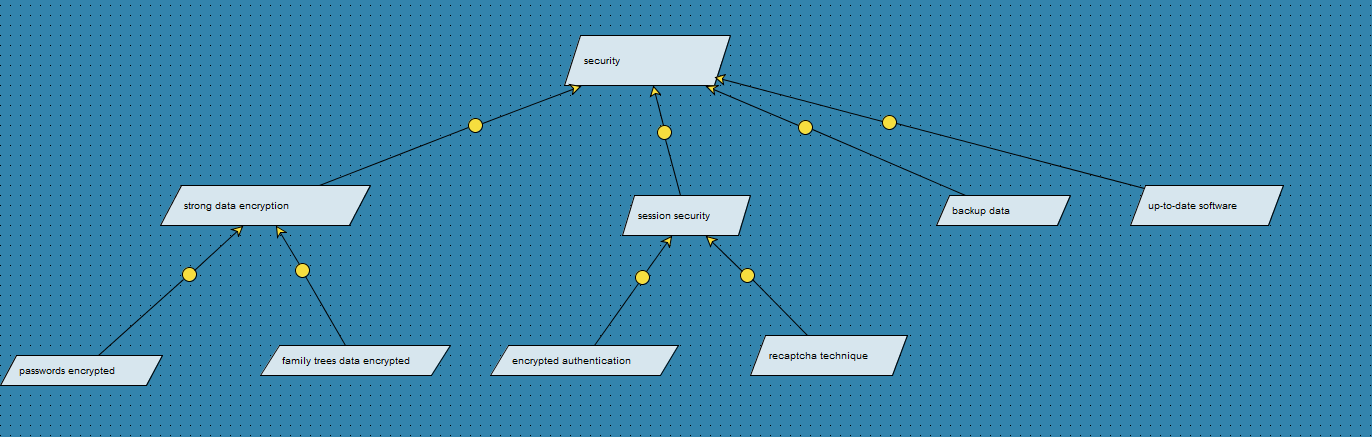 security
strong data encryption
session security
backup data
up-to-date software
passwords encrypted
family trees data encrypted
encrypted authentication
recaptcha technique